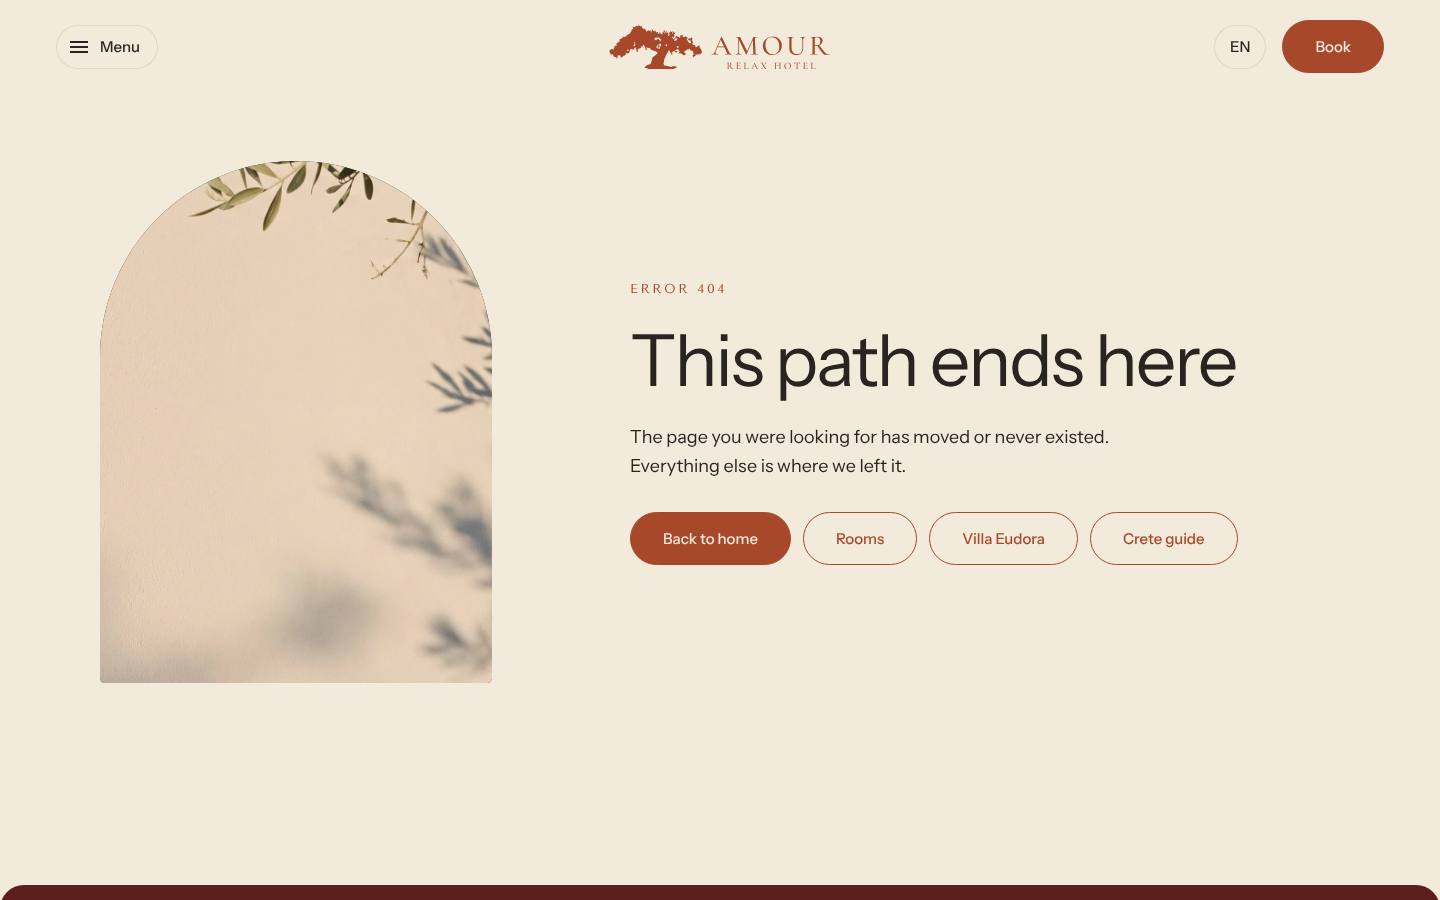 Menu
AMOUR
RELAX HOTEL
EN
Book
ERROR 404
This path ends here
The page you were looking for has moved or never existed.
Everything else is where we left it.
Back to home
Rooms
Villa Eudora
Crete guide